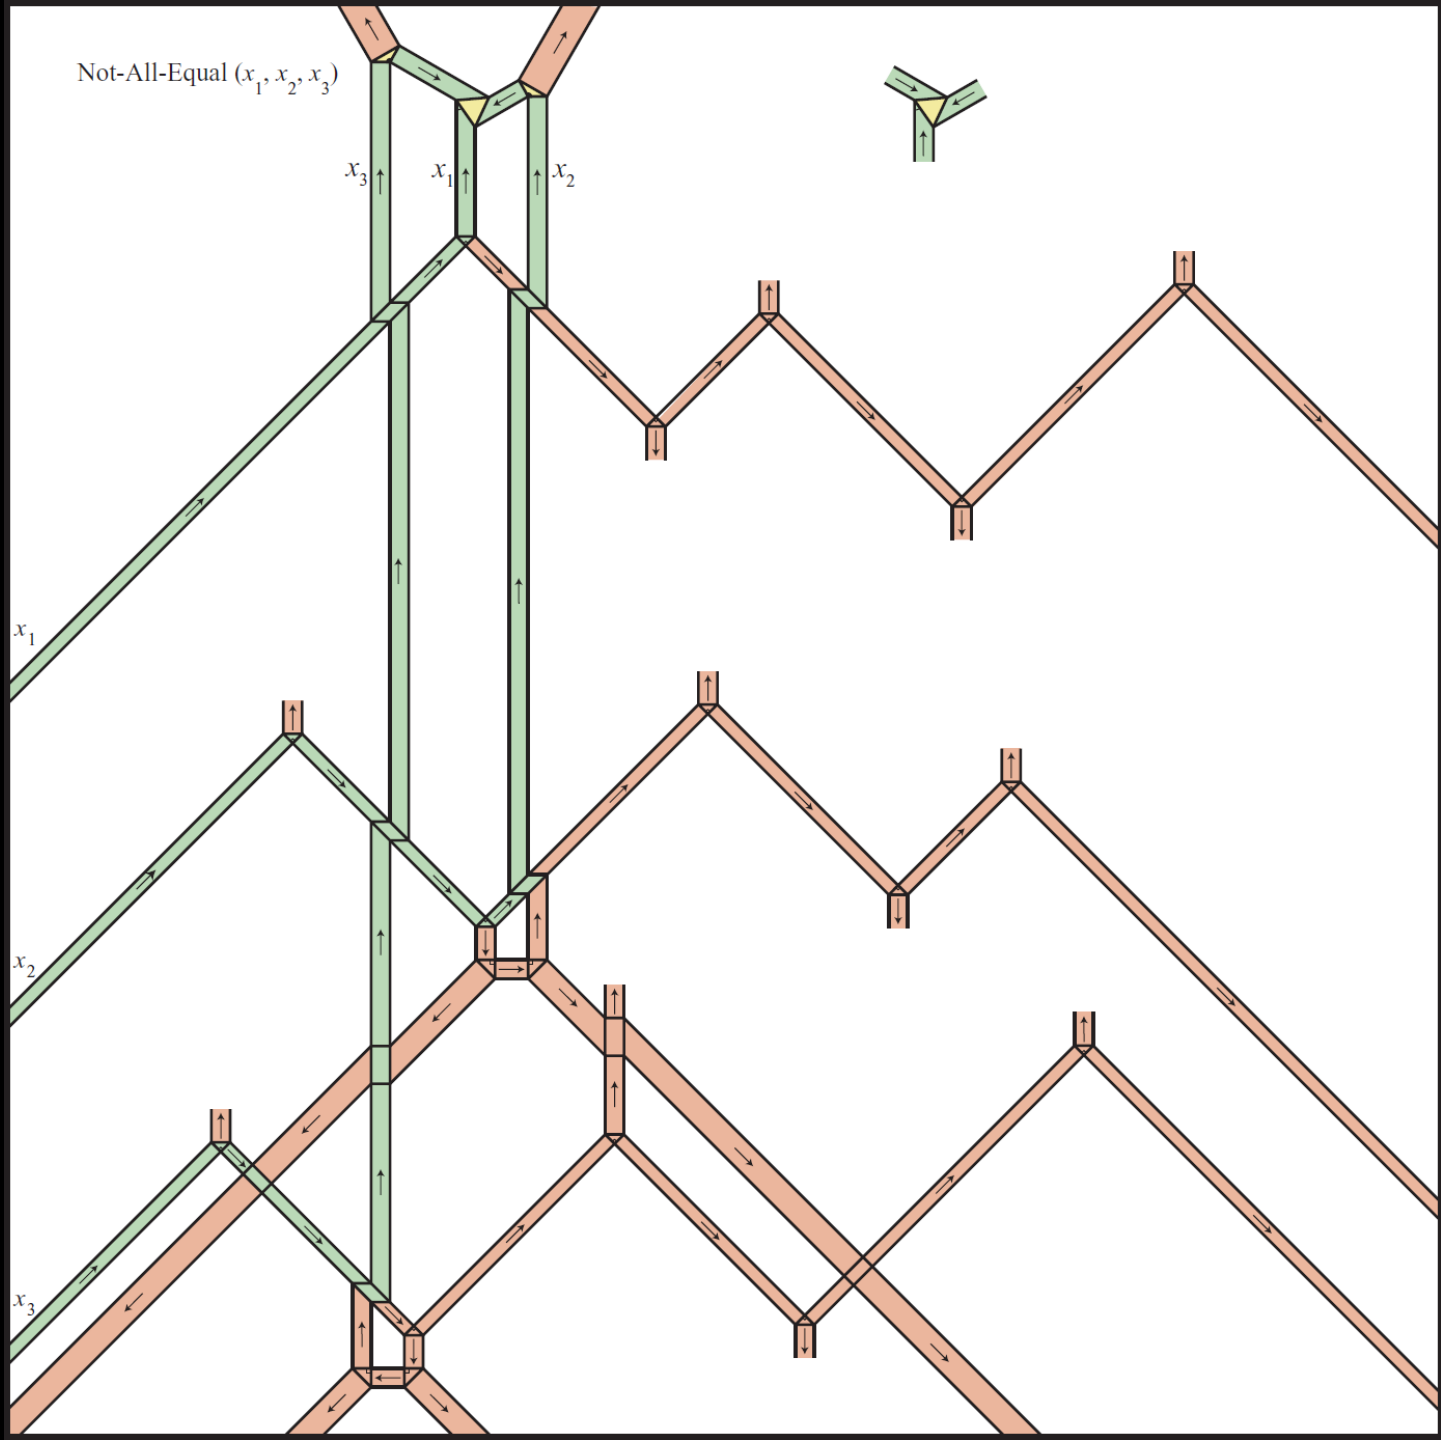 Not-All-Equal (x₁, x₂, x₃)
x₃
x₁
x₂
x₁
x₂
x₃